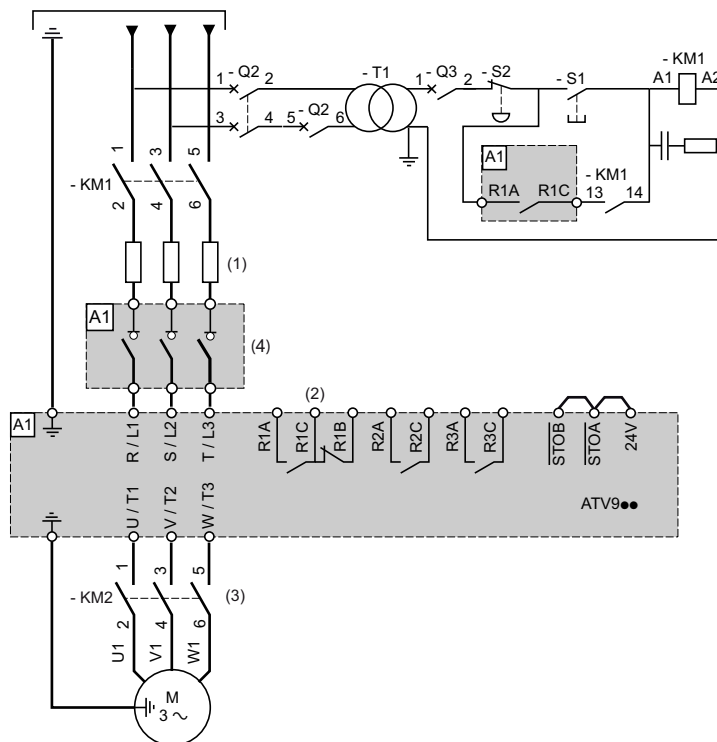 1 - Q2 2 - T1 1 - Q3 2 - S2 - S1 - KM1
A1 A2
3 4 5 - Q2 6
A1
R1A R1C - KM1
13 14
1 3 5
- KM1
2 4 6
(1)
A1
(4)
A1
R / L1 S / L2 T / L3
(2)
R1A R1C R1B R2A R2C R3A R3C STOB STOA 24V
U / T1 V / T2 W / T3
ATV9●●
1 3 5
- KM2 (3)
2 4 6
U1 V1 W1
M
3 ~